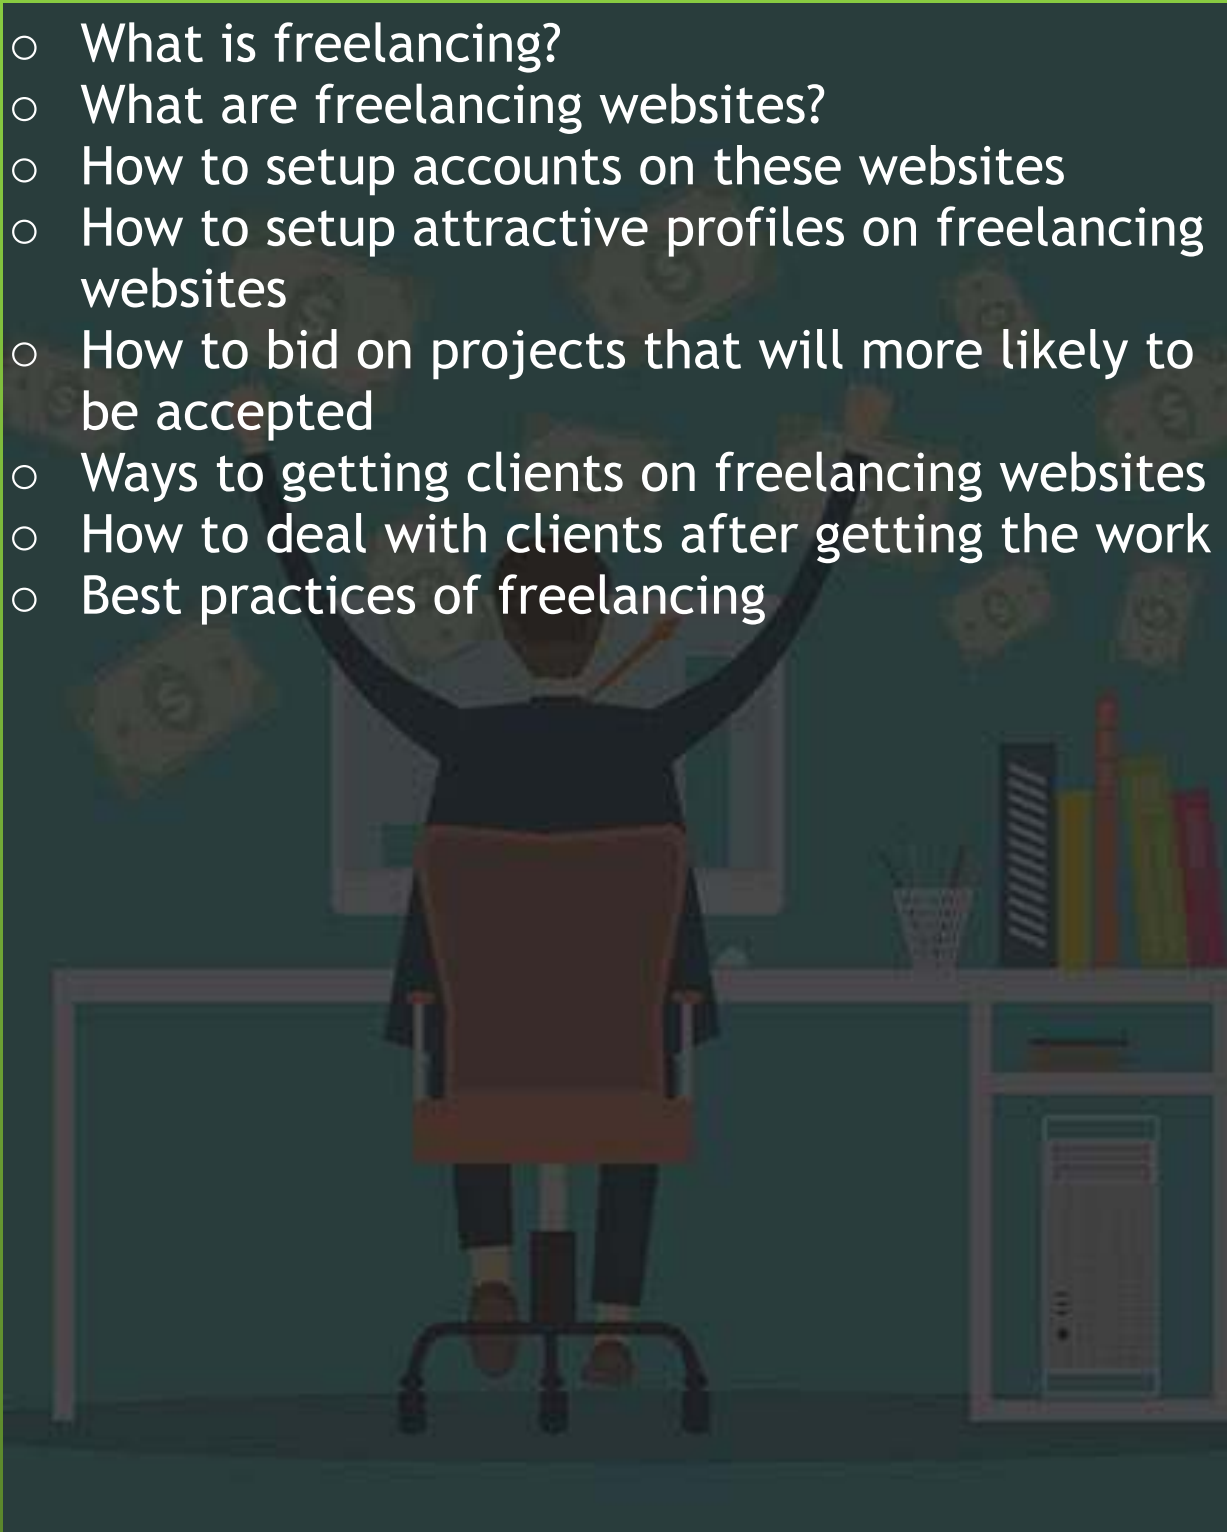 ○ What is freelancing?
○ What are freelancing websites?
○ How to setup accounts on these websites
○ How to setup attractive profiles on freelancing
websites
○ How to bid on projects that will more likely to
be accepted
○ Ways to getting clients on freelancing websites
○ How to deal with clients after getting the work
○ Best practices of freelancing